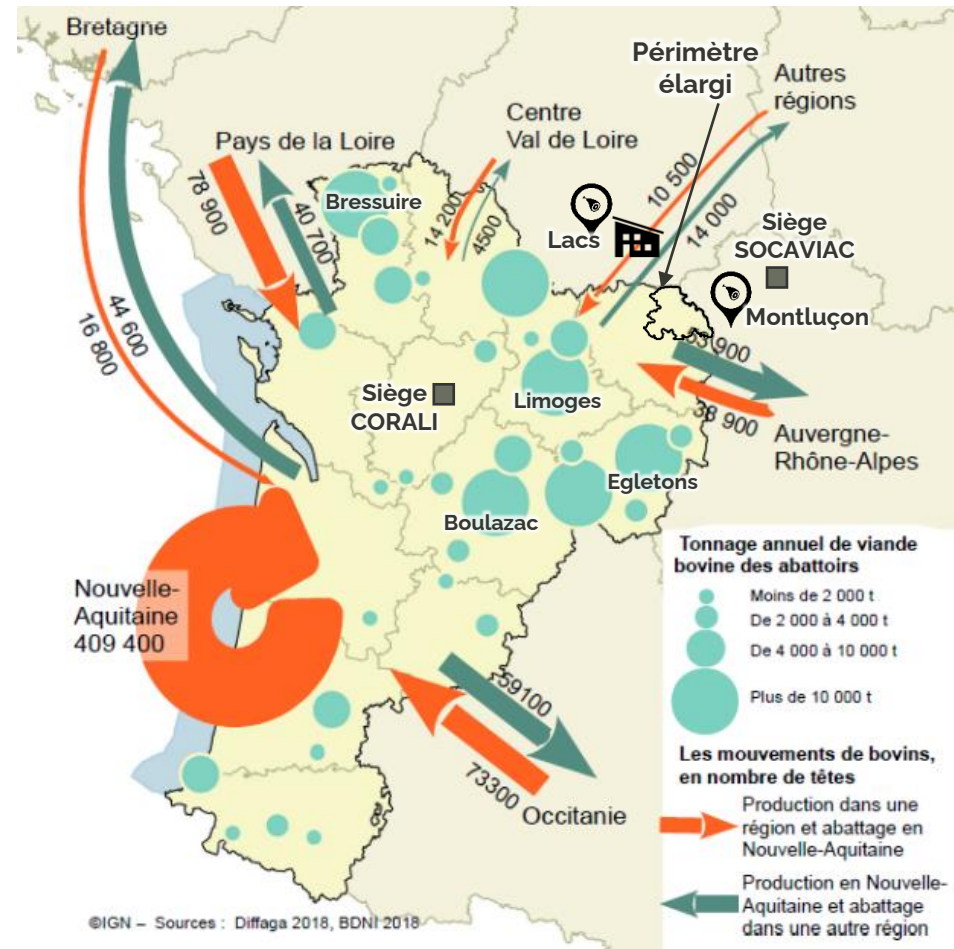 Bretagne
Périmètre
élargi
Autres
régions
Centre
Val de Loire
Pays de la Loire
78 900
40 700
Bressuire
14 200
4500
10 500
14 000
Lacs
Siège
SOCAVIAC
Montluçon
44 600
16 800
Siège
CORALI
Limoges
38 900
Auvergne-
Rhône-Alpes
Egletons
Boulazac
Nouvelle-
Aquitaine
409 400
59100
73300
Occitanie
Tonnage annuel de viande
bovine des abattoirs
Moins de 2 000 t
De 2 000 à 4 000 t
De 4 000 à 10 000 t
Plus de 10 000 t
Les mouvements de bovins,
en nombre de têtes
Production dans une
région et abattage en
Nouvelle-Aquitaine
Production en Nouvelle-
Aquitaine et abattage
dans une autre région
©IGN – Sources : Diffaga 2018, BDNI 2018